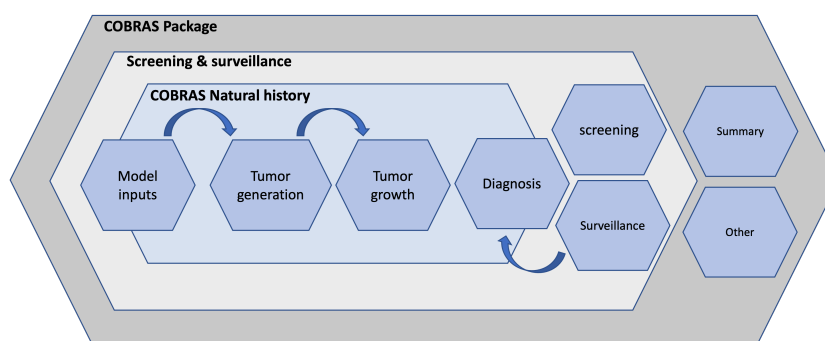 COBRAS Package
Screening & surveillance
COBRAS Natural history
Model
inputs
Tumor
generation
Tumor
growth
Diagnosis
screening
Surveillance
Summary
Other